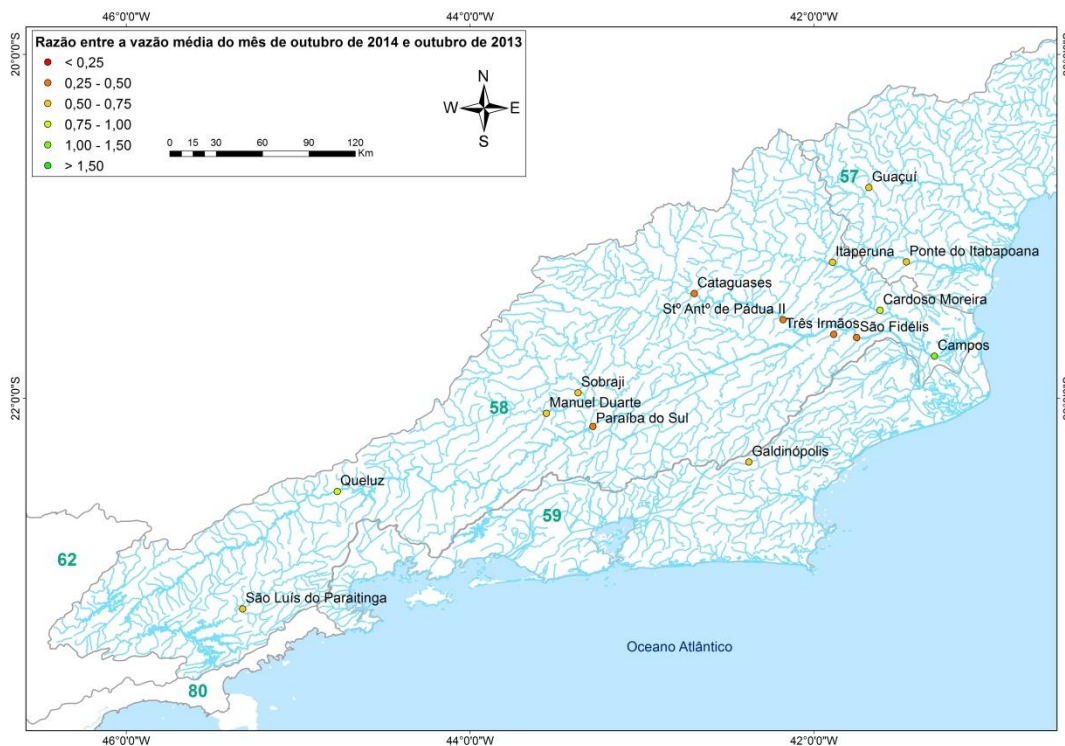 46°0'0"W 44°0'0"W 42°0'0"W
20°0'0"S
Razão entre a vazão média do mês de outubro de 2014 e outubro de 2013
< 0,25
0,25 - 0,50
0,50 - 0,75
0,75 - 1,00
1,00 - 1,50
> 1,50
N
W E
S
0 15 30 60 90 120
Km
57
Guaçuí
Itaperuna
Ponte do Itabapoana
Cataguases
Cardoso Moreira
Stº Antº de Pádua II
Três Irmãos
São Fidélis
Campos
Sobraji
22°0'0"S
58
Manuel Duarte
Paraíba do Sul
Galdinópolis
Queluz
59
62
São Luís do Paraitinga
Oceano Atlântico
80
46°0'0"W 44°0'0"W 42°0'0"W